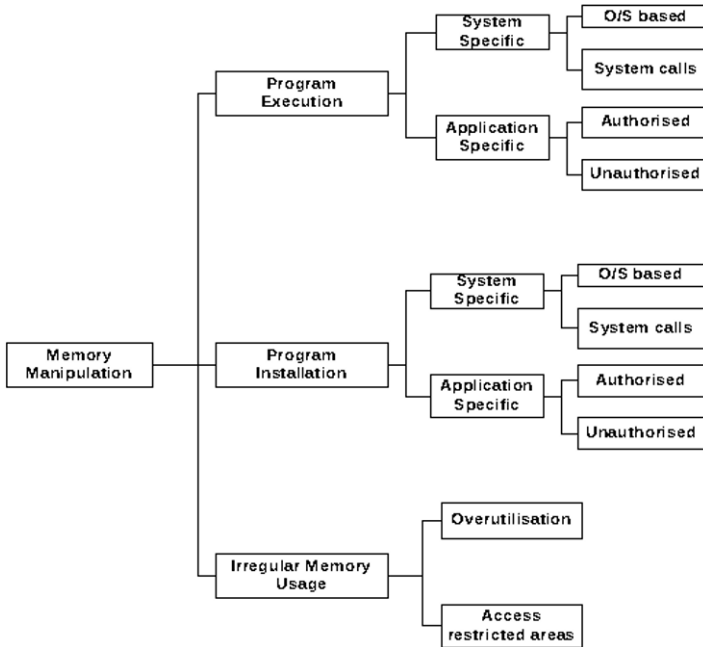 System
Specific
O/S based
System calls
Program
Execution
Application
Specific
Authorised
Unauthorised
System
Specific
O/S based
System calls
Memory
Manipulation
Program
Installation
Application
Specific
Authorised
Unauthorised
Overutilisation
Irregular Memory
Usage
Access
restricted areas